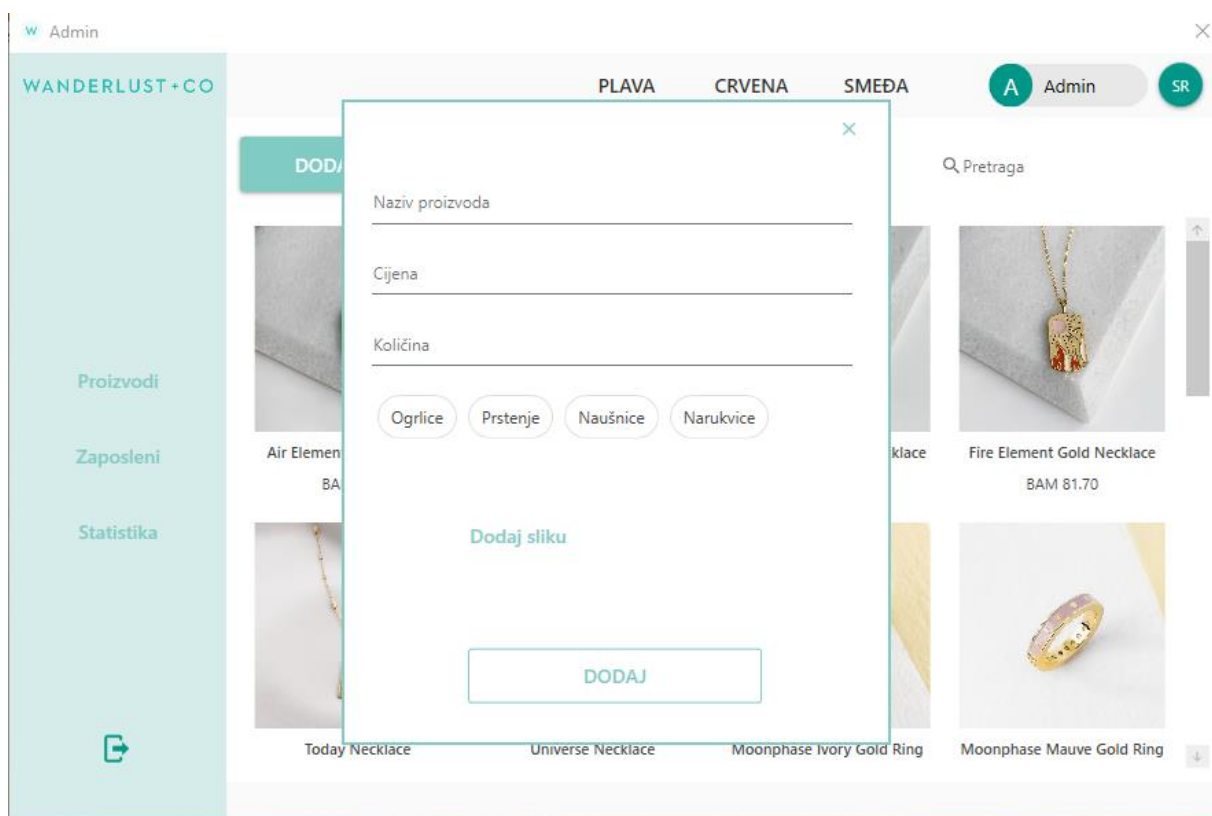 W Admin
WANDERLUST+CO
PLAVA CRVENA SMEĐA
A Admin SR
DODA
Pretraga
Naziv proizvoda
Cijena
Količina
Ogrlice Prstenje Naušnice Narukvice
Proizvodi
Zaposleni
Statistika
Air Elemen
BA
klace
Fire Element Gold Necklace
BAM 81.70
Dodaj sliku
DODAJ
Today Necklace
Universe Necklace
Moonphase Ivory Gold Ring
Moonphase Mauve Gold Ring